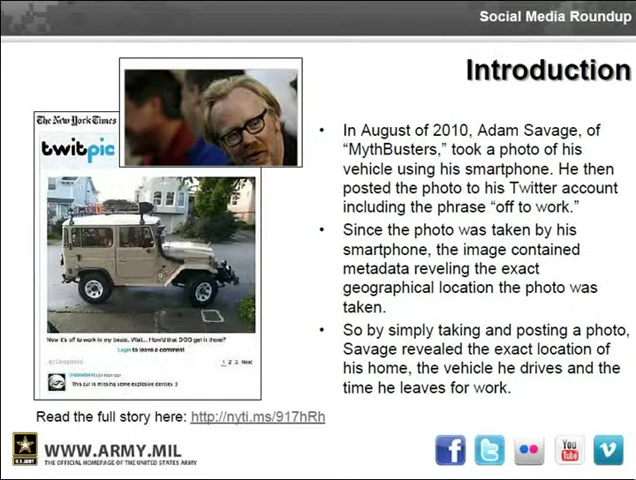 Social Media Roundup
Introduction
The New York Times
twitpic
Now it's off to work in my beast. Wait... How'd that DOG get in there?
Login to leave a comment
1 2 3 Next
This car is missing some explosive devices :)
Read the full story here: http://nyti.ms/917hRh
• In August of 2010, Adam Savage, of
“MythBusters,” took a photo of his
vehicle using his smartphone. He then
posted the photo to his Twitter account
including the phrase “off to work.”
• Since the photo was taken by his
smartphone, the image contained
metadata reveling the exact
geographical location the photo was
taken.
• So by simply taking and posting a photo,
Savage revealed the exact location of
his home, the vehicle he drives and the
time he leaves for work.
U.S. ARMY
WWW.ARMY.MIL
THE OFFICIAL HOMEPAGE OF THE UNITED STATES ARMY
You
Tube